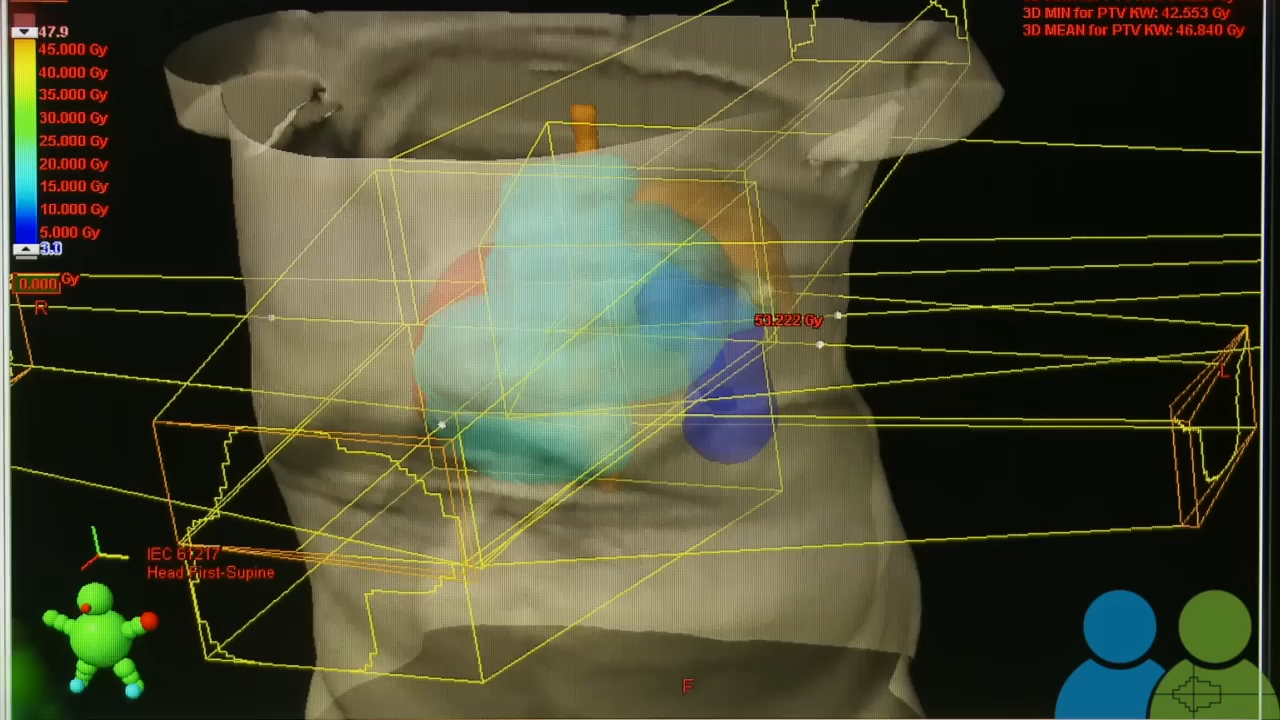 3D MIN for PTV KW: 42.553 Gy
3D MEAN for PTV KW: 46.840 Gy
47.9
45.000 Gy
40.000 Gy
35.000 Gy
30.000 Gy
25.000 Gy
20.000 Gy
15.000 Gy
10.000 Gy
5.000 Gy
3.0
0.000 Gy
R
53.222 Gy
L
IEC 61217
Head First-Supine
F